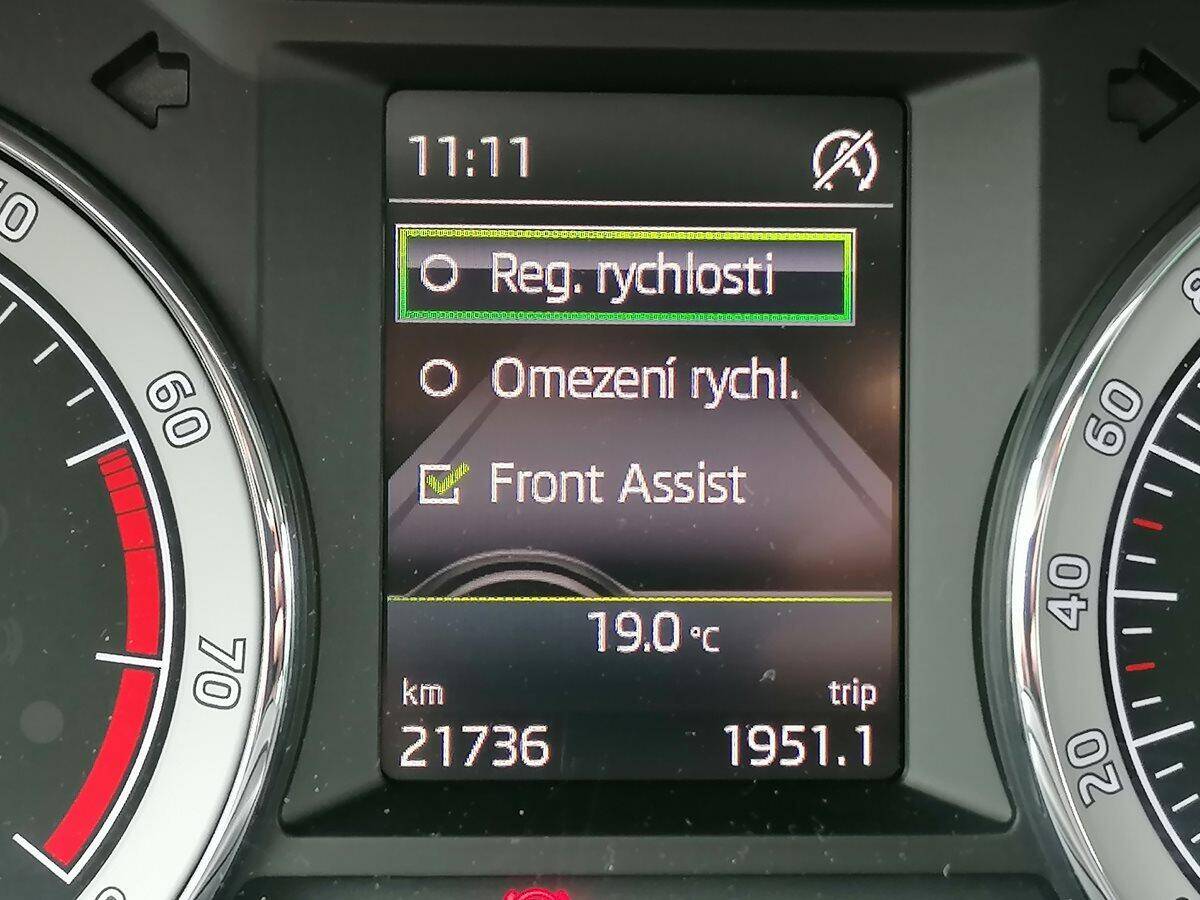 11:11
A
Reg. rychlosti
Omezení rychl.
Front Assist
19.0 °C
km
trip
21736
1951.1
60
70
60
40
20